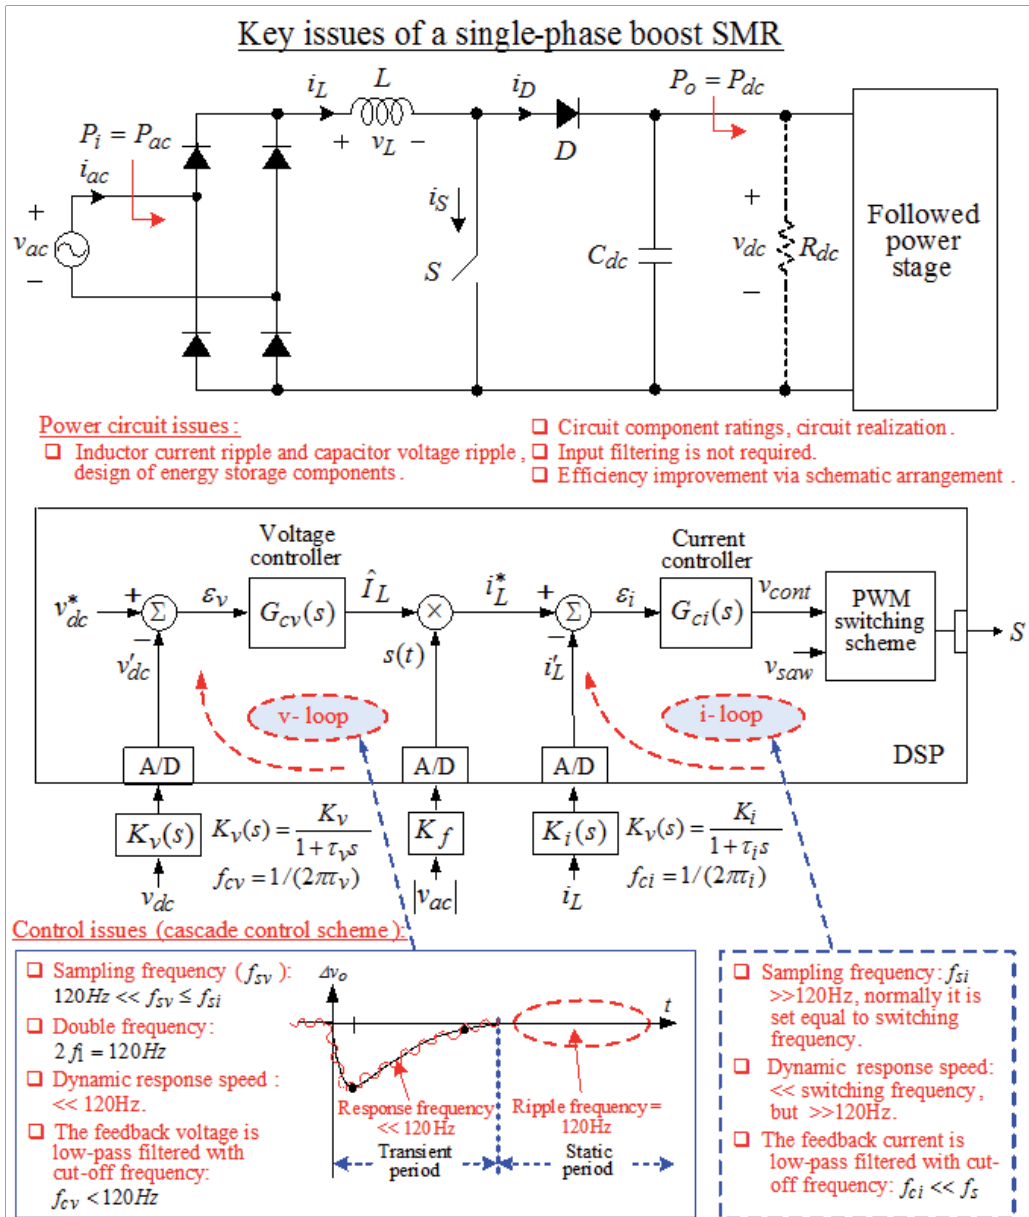 Key issues of a single-phase boost SMR
i_L
L
i_D
P_o = P_dc
P_i = P_ac
+ v_L −
D
i_ac
i_S
+
v_ac
−
S
C_dc
+
v_dc
−
R_dc
Followed
power
stage
Power circuit issues :
❑ Inductor current ripple and capacitor voltage ripple ,
design of energy storage components .
❑ Circuit component ratings, circuit realization .
❑ Input filtering is not required.
❑ Efficiency improvement via schematic arrangement .
Voltage
controller
Current
controller
v*_dc
+
Σ
−
ε_v
G_cv(s)
Î_L
×
i*_L
+
Σ
−
ε_i
G_ci(s)
v_cont
PWM
switching
scheme
S
v'_dc
s(t)
i'_L
v_saw
v- loop
i- loop
A/D
A/D
A/D
DSP
K_v(s)
K_v(s) = K_v / (1 + τ_v s)
f_cv = 1/(2πτ_v)
K_f
K_i(s)
K_v(s) = K_i / (1 + τ_i s)
f_ci = 1/(2πτ_i)
v_dc
|v_ac|
i_L
Control issues (cascade control scheme):
❑ Sampling frequency ( f_sv ):
120Hz << f_sv ≤ f_si
❑ Double frequency :
2 f_l = 120Hz
❑ Dynamic response speed :
<< 120Hz .
❑ The feedback voltage is
low-pass filtered with
cut-off frequency:
f_cv < 120Hz
Δv_o
t
Response frequency
<< 120 Hz
Ripple frequency =
120Hz
Transient
period
Static
period
❑ Sampling frequency : f_si
>>120Hz, normally it is
set equal to switching
frequency.
❑ Dynamic response speed:
<< switching frequency ,
but >>120Hz.
❑ The feedback current is
low-pass filtered with cut-
off frequency: f_ci << f_s